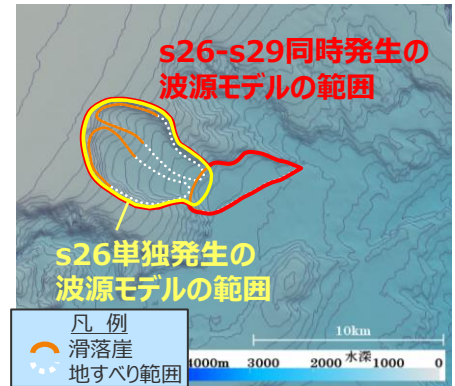 s26-s29同時発生の
波源モデルの範囲
s26単独発生の
波源モデルの範囲
凡 例
滑落崖
地すべり範囲
10km
4000m 3000 2000 水深 1000 0